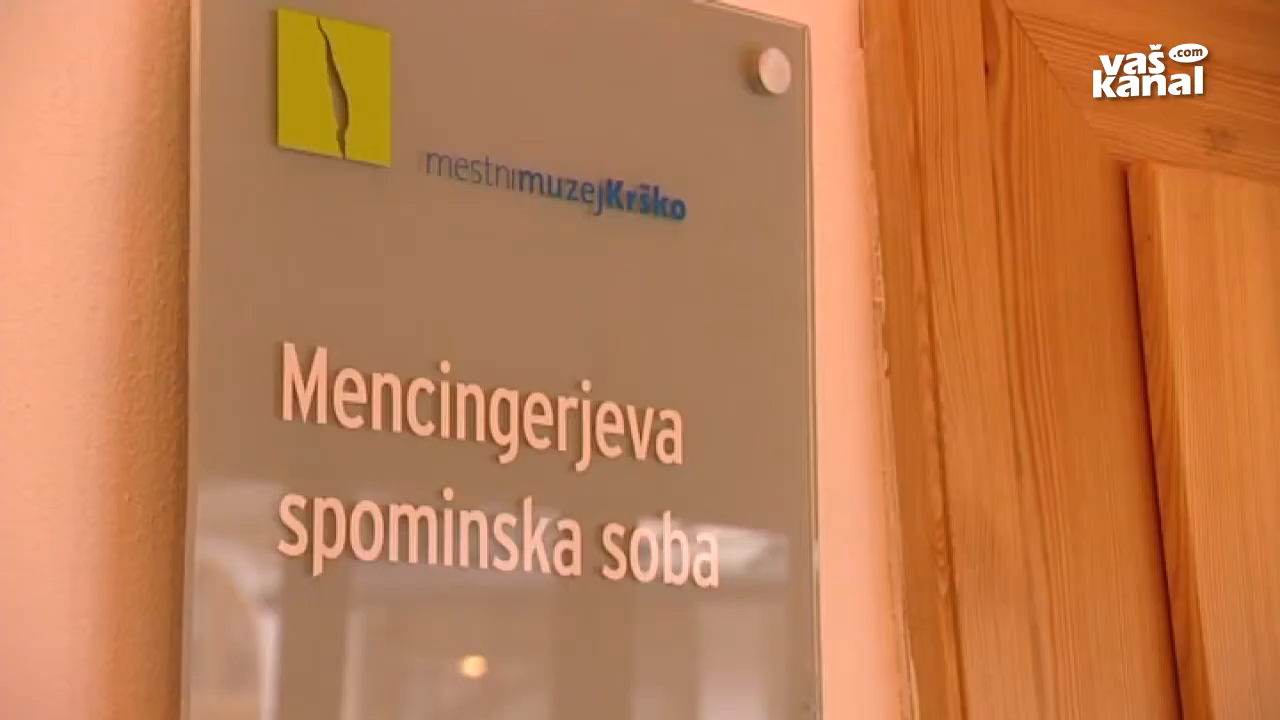 vaš .com
kanal
mestnimuzejKrško
Mencingerjeva
spominska soba